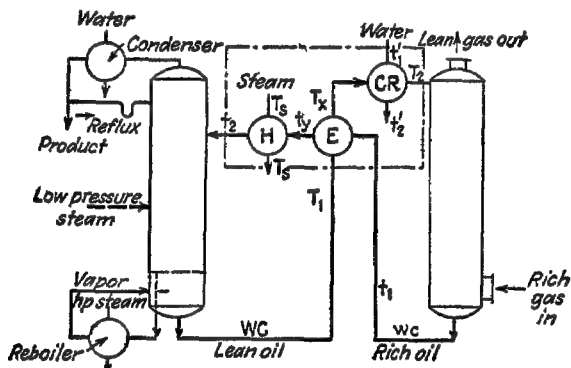 Water
Condenser
Reflux
Product
Low pressure
steam
Vapor
hp steam
Reboiler
Steam
Ts
H
Ts
t2
ty
E
Tx
T1
Water
t'1
CR
T2
t'2
Lean gas out
t1
Rich
gas
in
WC
Lean oil
wc
Rich oil